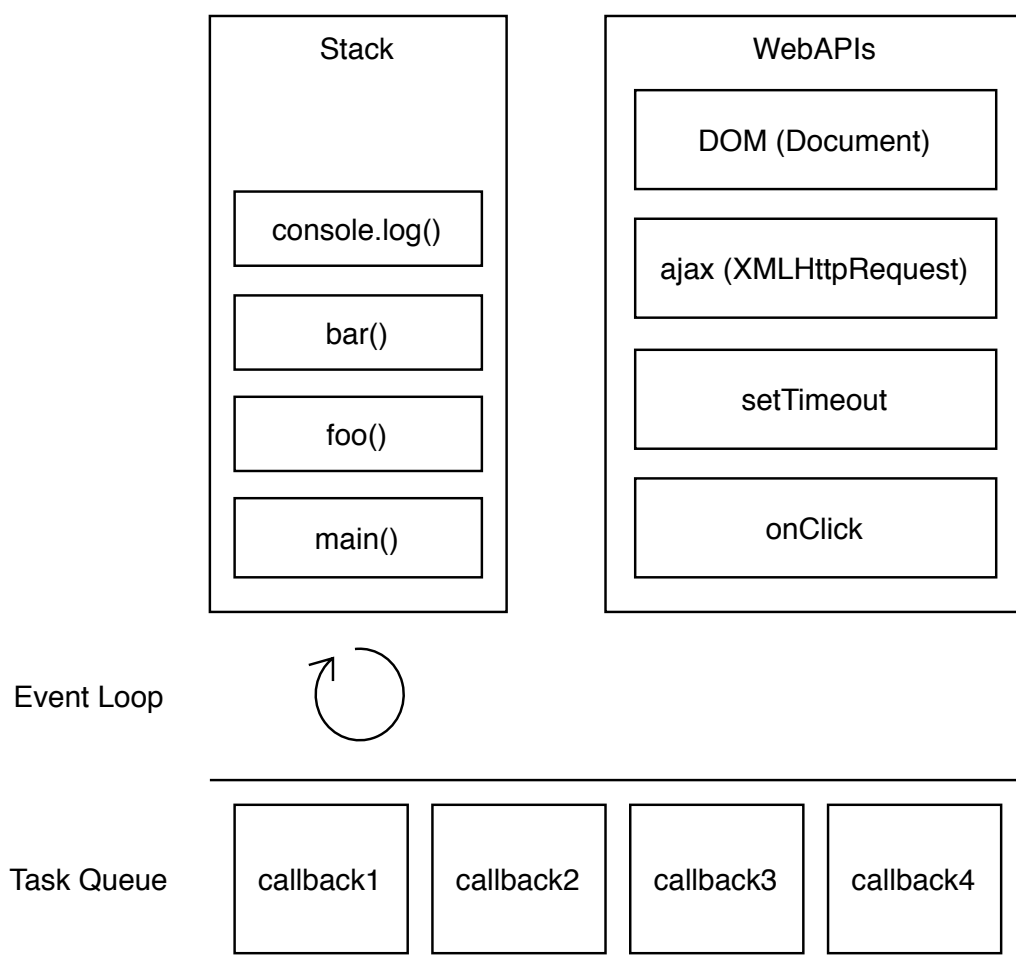 Stack
console.log()
bar()
foo()
main()
WebAPIs
DOM (Document)
ajax (XMLHttpRequest)
setTimeout
onClick
Event Loop
Task Queue
callback1
callback2
callback3
callback4